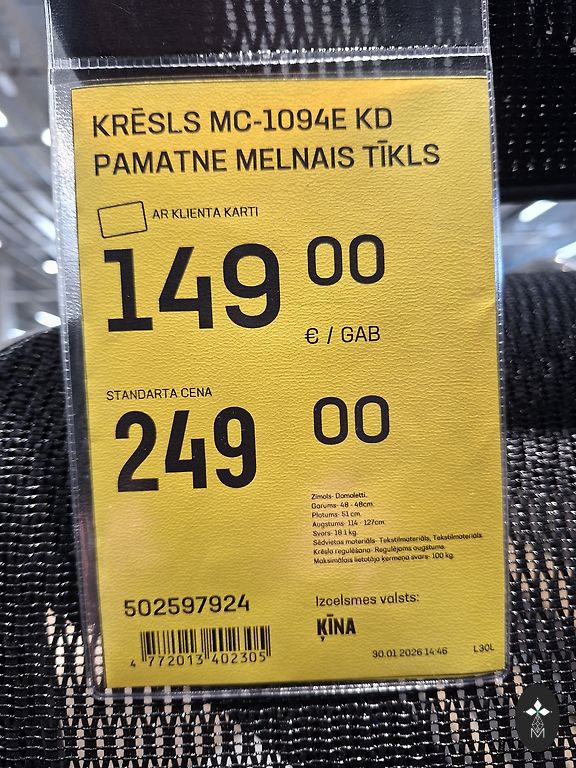 KRĒSLS MC-1094E KD
PAMATNE MELNAIS TĪKLS
AR KLIENTA KARTI
149 00
€ / GAB
STANDARTA CENA
249 00
Zīmols- Domoletti.
Garums- 48 - 48cm.
Platums- 51 cm.
Augstums- 114 - 127cm.
Svars- 18.1 kg.
Sēdvietas materiāls- Tekstilmateriāls, Tekstilmateriāls.
Krēsla regulēšana- Regulējams augstums.
Maksimālais lietotāja ķermeņa svars- 100 kg.
502597924
Izcelsmes valsts:
ĶĪNA
4 772013 402305
30.01.2026 14:46
L30L